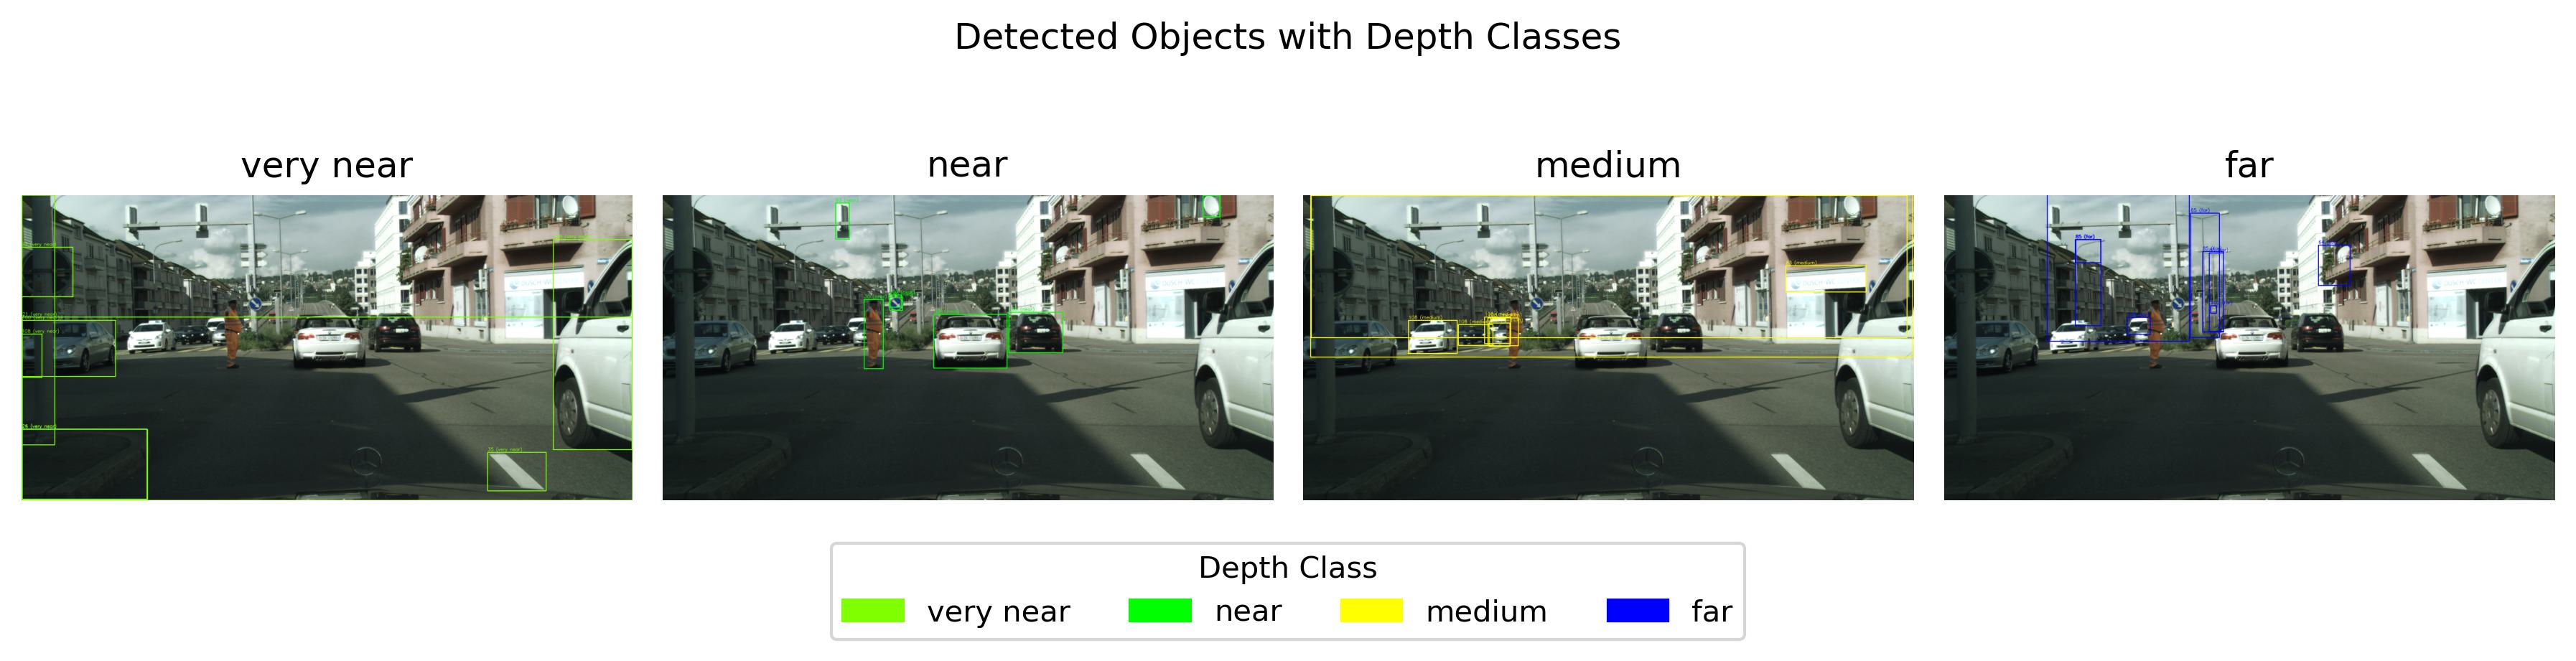 Detected Objects with Depth Classes
very near
near
medium
far
Depth Class
very near
near
medium
far